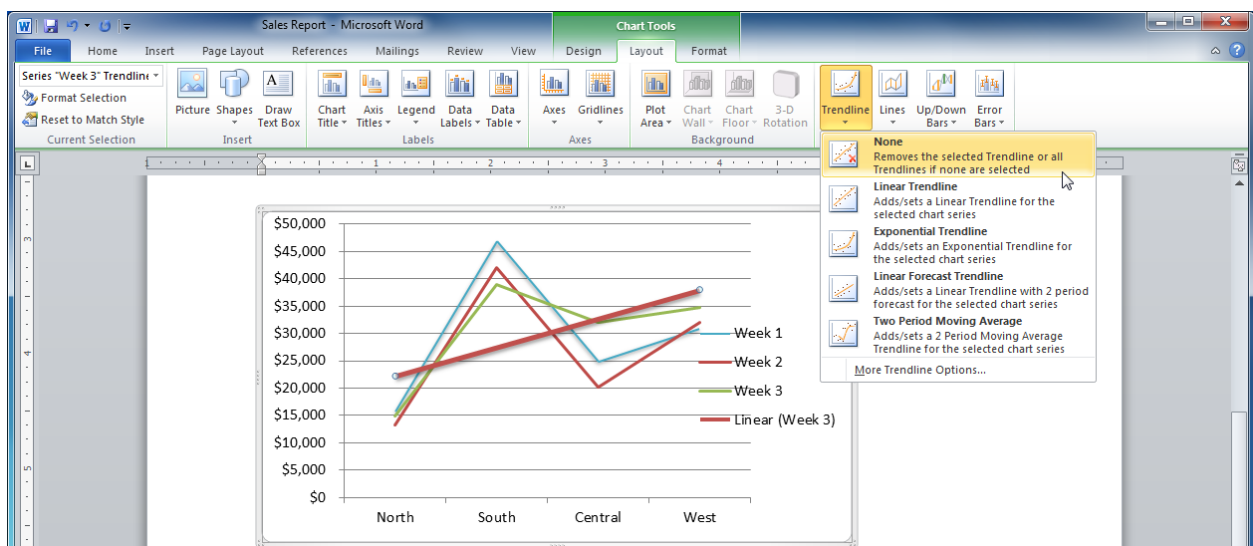 Sales Report - Microsoft Word
Chart Tools
File Home Insert Page Layout References Mailings Review View Design Layout Format
Series "Week 3" Trendline
Format Selection
Reset to Match Style
Current Selection
Picture Shapes Draw Text Box
Insert
Chart Title Axis Titles Legend Data Labels Data Table
Labels
Axes Gridlines
Axes
Plot Area Chart Wall Chart Floor 3-D Rotation
Background
Trendline Lines Up/Down Bars Error Bars
None
Removes the selected Trendline or all
Trendlines if none are selected
Linear Trendline
Adds/sets a Linear Trendline for the
selected chart series
Exponential Trendline
Adds/sets an Exponential Trendline for
the selected chart series
Linear Forecast Trendline
Adds/sets a Linear Trendline with 2 period
forecast for the selected chart series
Two Period Moving Average
Adds/sets a 2 Period Moving Average
Trendline for the selected chart series
More Trendline Options...
1 1 2 3 4
3
4
5
$50,000
$45,000
$40,000
$35,000
$30,000
$25,000
$20,000
$15,000
$10,000
$5,000
$0
North South Central West
Week 1
Week 2
Week 3
Linear (Week 3)